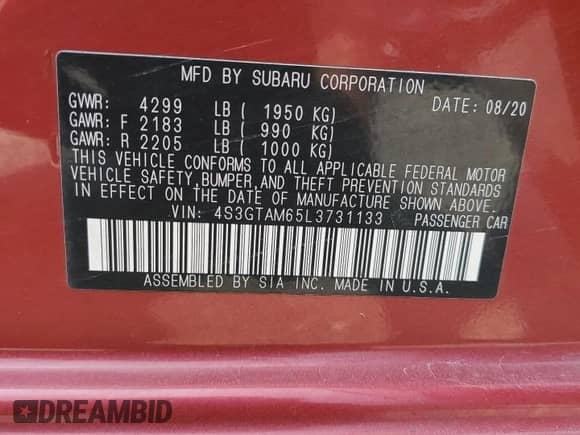 MFD BY SUBARU CORPORATION
GVWR: 4299 LB ( 1950 KG) DATE: 08/20
GAWR: F 2183 LB ( 990 KG)
GAWR: R 2205 LB ( 1000 KG)
THIS VEHICLE CONFORMS TO ALL APPLICABLE FEDERAL MOTOR
VEHICLE SAFETY, BUMPER, AND THEFT PREVENTION STANDARDS
IN EFFECT ON THE DATE OF MANUFACTURE SHOWN ABOVE.
VIN: 4S3GTAM65L3731133 PASSENGER CAR
ASSEMBLED BY SIA INC. MADE IN U.S.A.
DREAMBID